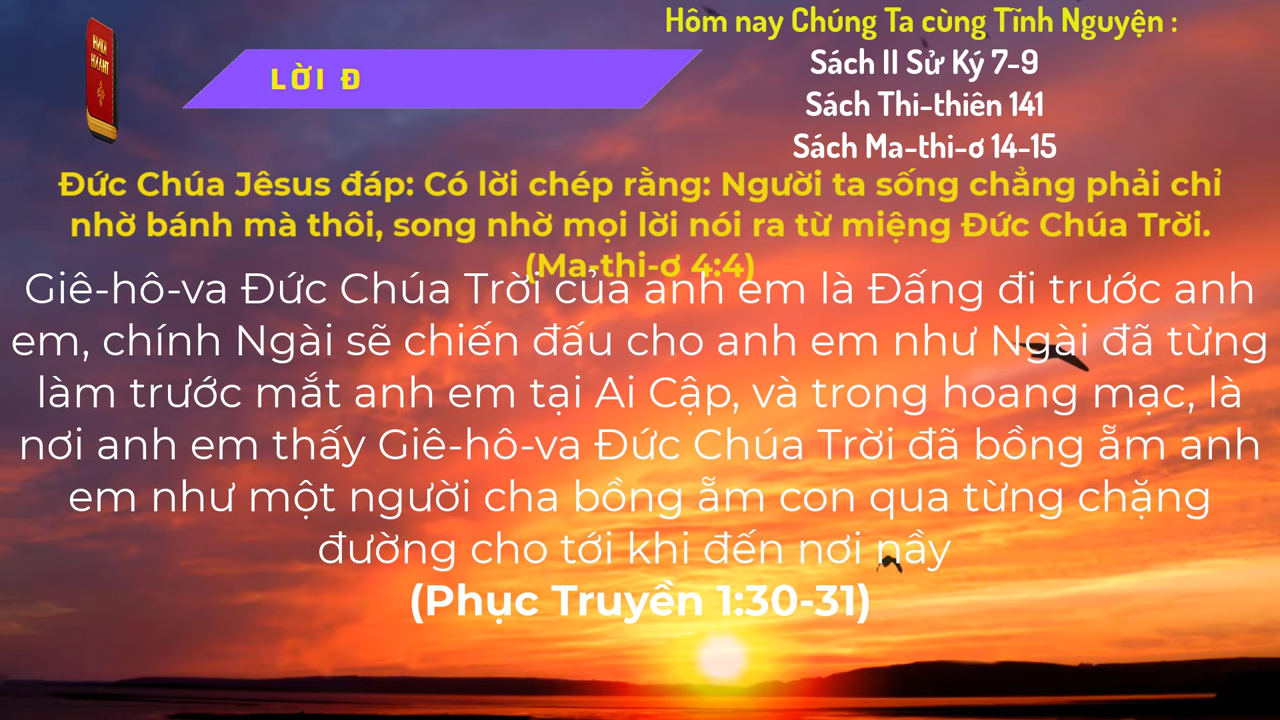 LỜI Đ
Hôm nay Chúng Ta cùng Tĩnh Nguyện :
Sách II Sử Ký 7-9
Sách Thi-thiên 141
Sách Ma-thi-ơ 14-15
Đức Chúa Jêsus đáp: Có lời chép rằng: Người ta sống chẳng phải chỉ
nhờ bánh mà thôi, song nhờ mọi lời nói ra từ miệng Đức Chúa Trời.
(Ma-thi-ơ 4:4)
Giê-hô-va Đức Chúa Trời của anh em là Đấng đi trước anh
em, chính Ngài sẽ chiến đấu cho anh em như Ngài đã từng
làm trước mắt anh em tại Ai Cập, và trong hoang mạc, là
nơi anh em thấy Giê-hô-va Đức Chúa Trời đã bồng ẵm anh
em như một người cha bồng ẵm con qua từng chặng
đường cho tới khi đến nơi nầy
(Phục Truyền 1:30-31)